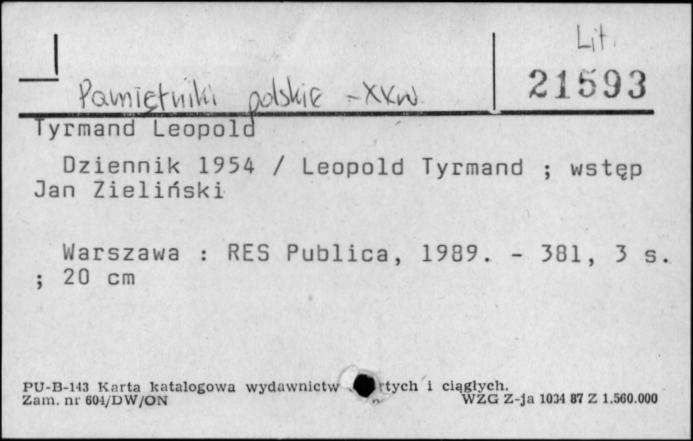 Lit.
21593
Pamiętniki polskie - XX w.
Tyrmand Leopold
Dziennik 1954 / Leopold Tyrmand ; wstęp
Jan Zieliński
Warszawa : RES Publica, 1989. - 381, 3 s.
; 20 cm
PU-B-143 Karta katalogowa wydawnictw rtych i ciągłych.
Zam. nr 604/DW/ON WZG Z-ja 1034 87 Z 1.560.000